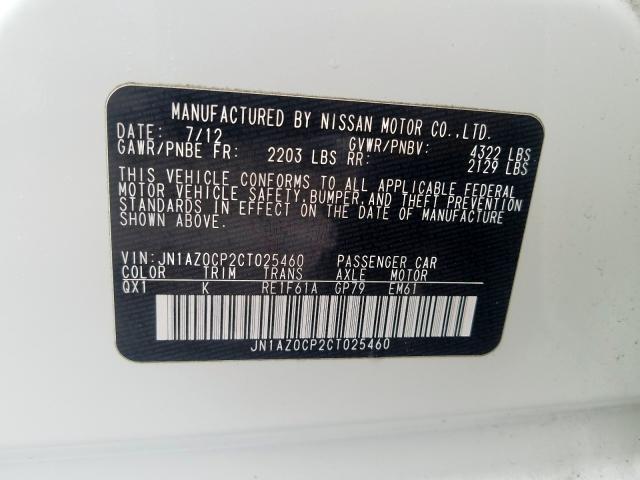 MANUFACTURED BY NISSAN MOTOR CO.,LTD.
DATE: 7/12 GVWR/PNBV: 4322 LBS
GAWR/PNBE FR: 2203 LBS RR: 2129 LBS
THIS VEHICLE CONFORMS TO ALL APPLICABLE FEDERAL
MOTOR VEHICLE SAFETY,BUMPER,AND THEFT PREVENTION
STANDARDS IN EFFECT ON THE DATE OF MANUFACTURE
SHOWN ABOVE.
VIN:JN1AZ0CP2CT025460 PASSENGER CAR
COLOR TRIM TRANS AXLE MOTOR
QX1 K RE1F61A GP79 EM61
JN1AZ0CP2CT025460